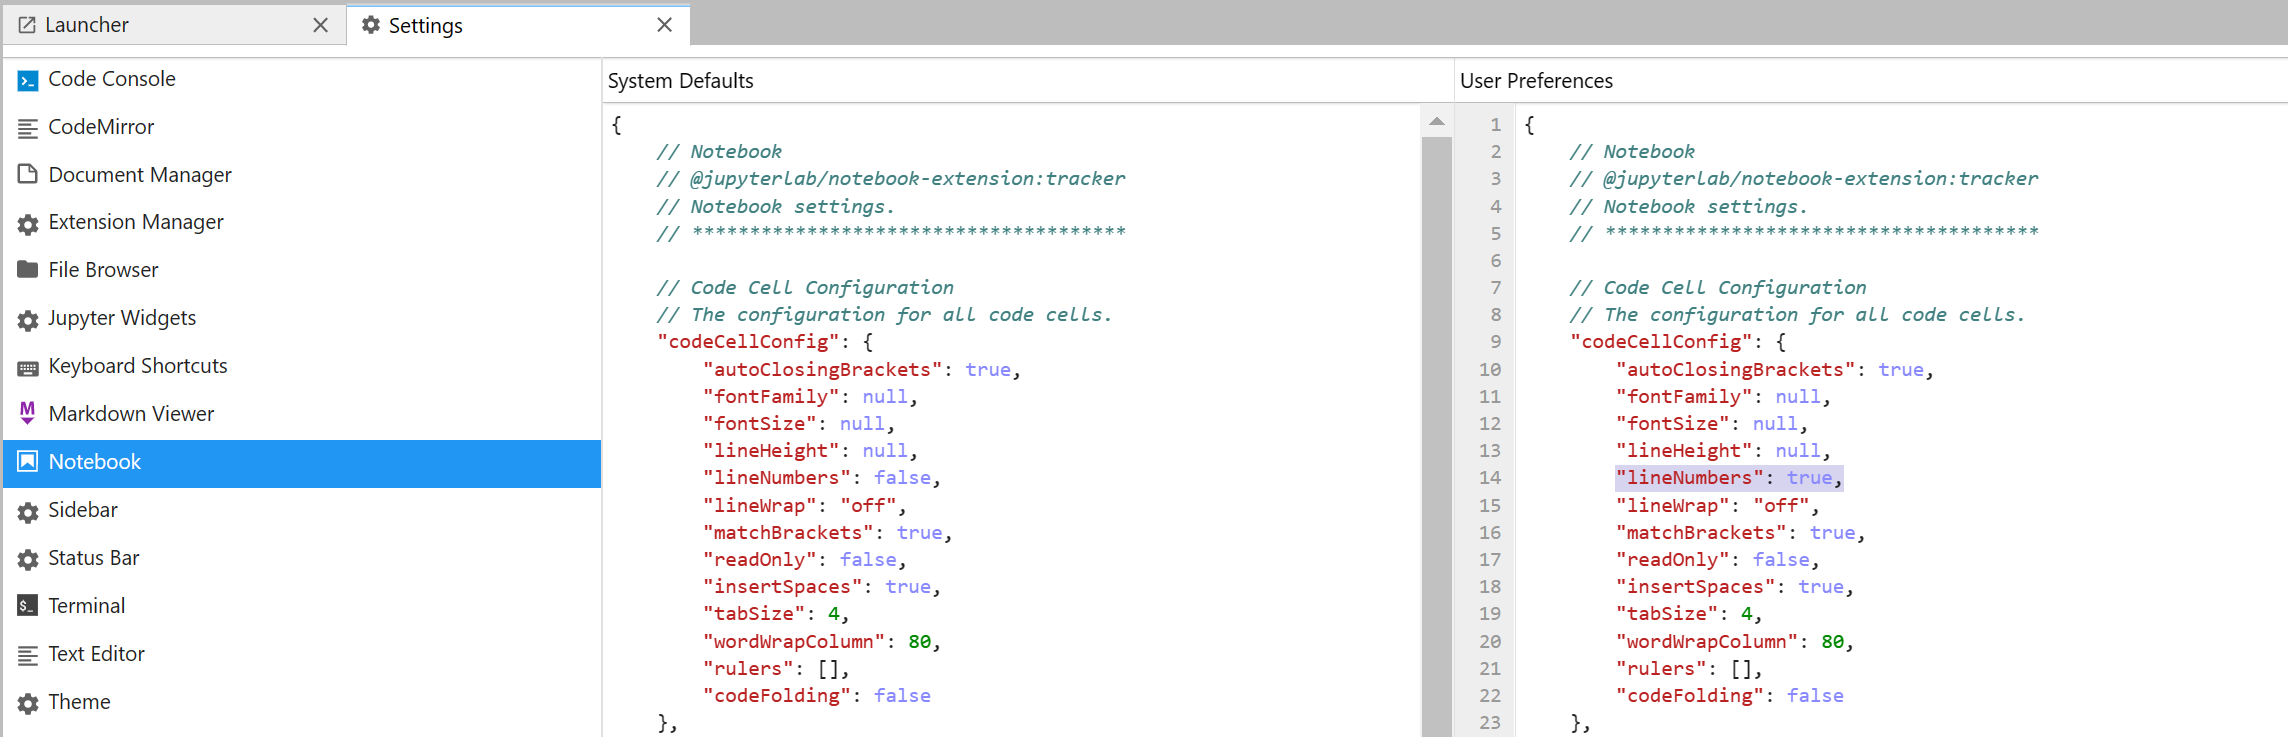 Launcher
Settings
Code Console
CodeMirror
Document Manager
Extension Manager
File Browser
Jupyter Widgets
Keyboard Shortcuts
Markdown Viewer
Notebook
Sidebar
Status Bar
Terminal
Text Editor
Theme
System Defaults
{
// Notebook
// @jupyterlab/notebook-extension:tracker
// Notebook settings.
// **************************************
// Code Cell Configuration
// The configuration for all code cells.
"codeCellConfig": {
"autoClosingBrackets": true,
"fontFamily": null,
"fontSize": null,
"lineHeight": null,
"lineNumbers": false,
"lineWrap": "off",
"matchBrackets": true,
"readOnly": false,
"insertSpaces": true,
"tabSize": 4,
"wordWrapColumn": 80,
"rulers": [],
"codeFolding": false
},
User Preferences
1 {
2 // Notebook
3 // @jupyterlab/notebook-extension:tracker
4 // Notebook settings.
5 // **************************************
6
7 // Code Cell Configuration
8 // The configuration for all code cells.
9 "codeCellConfig": {
10 "autoClosingBrackets": true,
11 "fontFamily": null,
12 "fontSize": null,
13 "lineHeight": null,
14 "lineNumbers": true,
15 "lineWrap": "off",
16 "matchBrackets": true,
17 "readOnly": false,
18 "insertSpaces": true,
19 "tabSize": 4,
20 "wordWrapColumn": 80,
21 "rulers": [],
22 "codeFolding": false
23 },